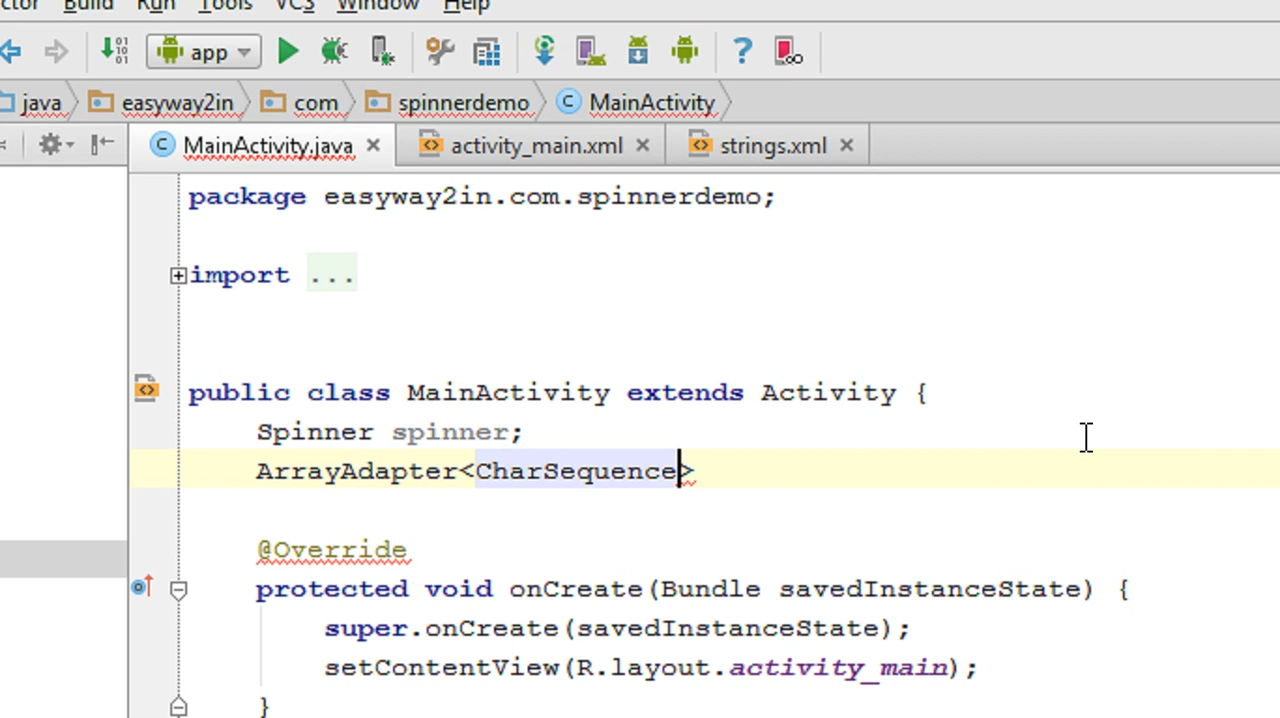 ctor Build Run Tools VCS Window Help
app
java easyway2in com spinnerdemo MainActivity
MainActivity.java activity_main.xml strings.xml
package easyway2in.com.spinnerdemo;
import ...
public class MainActivity extends Activity {
Spinner spinner;
ArrayAdapter<CharSequence>
@Override
protected void onCreate(Bundle savedInstanceState) {
super.onCreate(savedInstanceState);
setContentView(R.layout.activity_main);
}